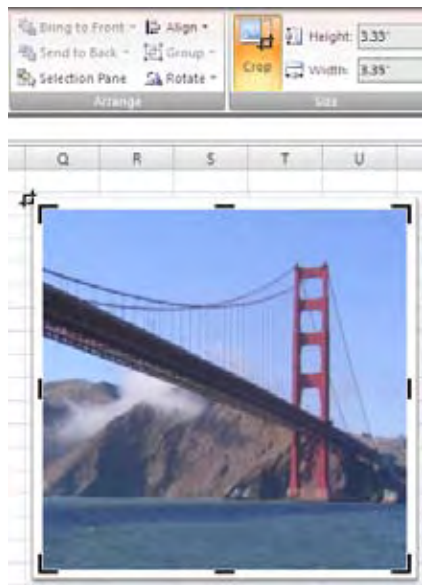 Bring to Front Align
Send to Back Group
Selection Pane Rotate
Arrange
Crop
Height: 3.33"
Width: 3.35"
Size
Q R S T U